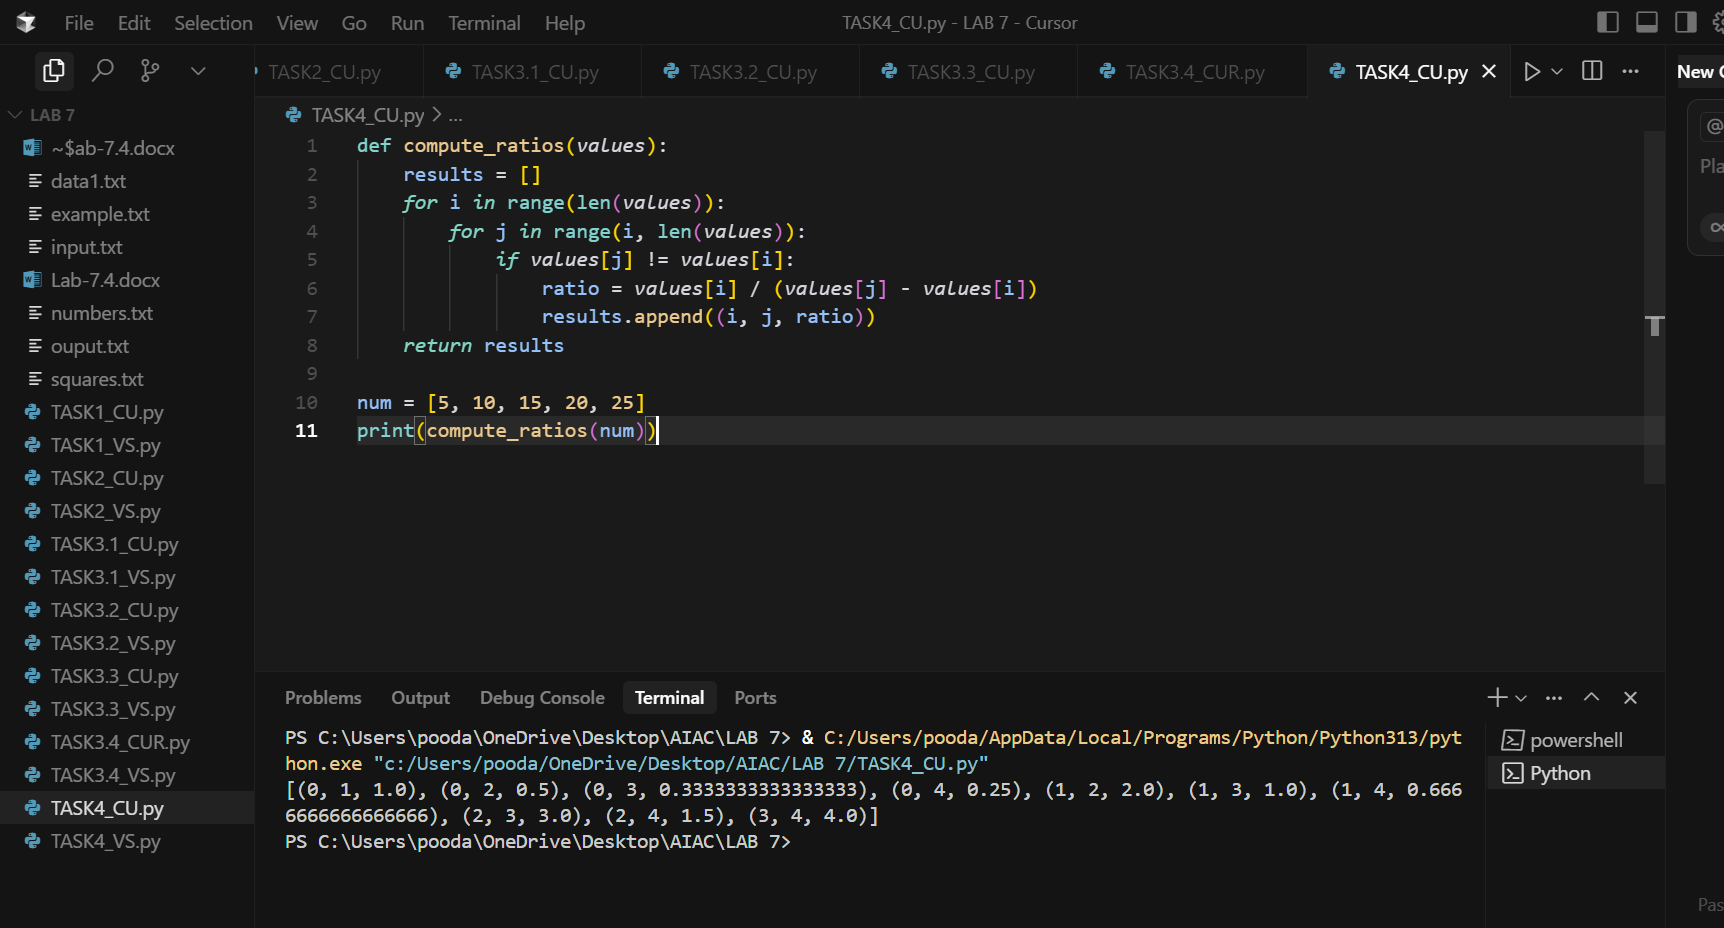 File Edit Selection View Go Run Terminal Help
TASK4_CU.py - LAB 7 - Cursor
TASK2_CU.py
TASK3.1_CU.py
TASK3.2_CU.py
TASK3.3_CU.py
TASK3.4_CUR.py
TASK4_CU.py
New
LAB 7
~$ab-7.4.docx
data1.txt
example.txt
input.txt
Lab-7.4.docx
numbers.txt
ouput.txt
squares.txt
TASK1_CU.py
TASK1_VS.py
TASK2_CU.py
TASK2_VS.py
TASK3.1_CU.py
TASK3.1_VS.py
TASK3.2_CU.py
TASK3.2_VS.py
TASK3.3_CU.py
TASK3.3_VS.py
TASK3.4_CUR.py
TASK3.4_VS.py
TASK4_CU.py
TASK4_VS.py
TASK4_CU.py > ...
1 def compute_ratios(values):
2 results = []
3 for i in range(len(values)):
4 for j in range(i, len(values)):
5 if values[j] != values[i]:
6 ratio = values[i] / (values[j] - values[i])
7 results.append((i, j, ratio))
8 return results
9
10 num = [5, 10, 15, 20, 25]
11 print(compute_ratios(num))
@
Problems Output Debug Console Terminal Ports
PS C:\Users\pooda\OneDrive\Desktop\AIAC\LAB 7> & C:/Users/pooda/AppData/Local/Programs/Python/Python313/pyt
hon.exe "c:/Users/pooda/OneDrive/Desktop/AIAC/LAB 7/TASK4_CU.py"
[(0, 1, 1.0), (0, 2, 0.5), (0, 3, 0.3333333333333333), (0, 4, 0.25), (1, 2, 2.0), (1, 3, 1.0), (1, 4, 0.666
6666666666666), (2, 3, 3.0), (2, 4, 1.5), (3, 4, 4.0)]
PS C:\Users\pooda\OneDrive\Desktop\AIAC\LAB 7>
powershell
Python